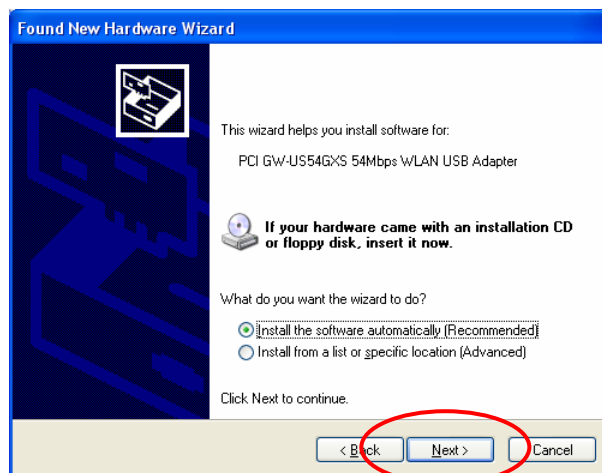 Found New Hardware Wizard
This wizard helps you install software for:
PCI GW-US54GXS 54Mbps WLAN USB Adapter
If your hardware came with an installation CD
or floppy disk, insert it now.
What do you want the wizard to do?
Install the software automatically (Recommended)
Install from a list or specific location (Advanced)
Click Next to continue.
< Back Next > Cancel